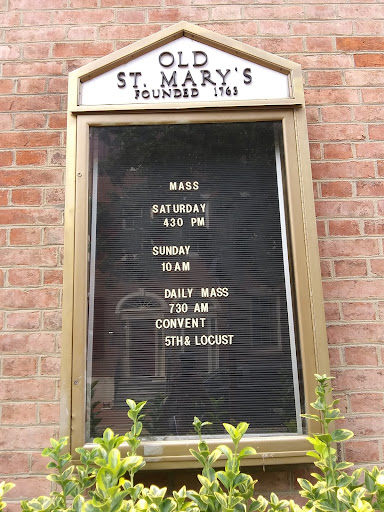 OLD
ST. MARY'S
FOUNDED 1763
MASS
SATURDAY
430 PM
SUNDAY
10 AM
DAILY MASS
730 AM
CONVENT
5TH & LOCUST